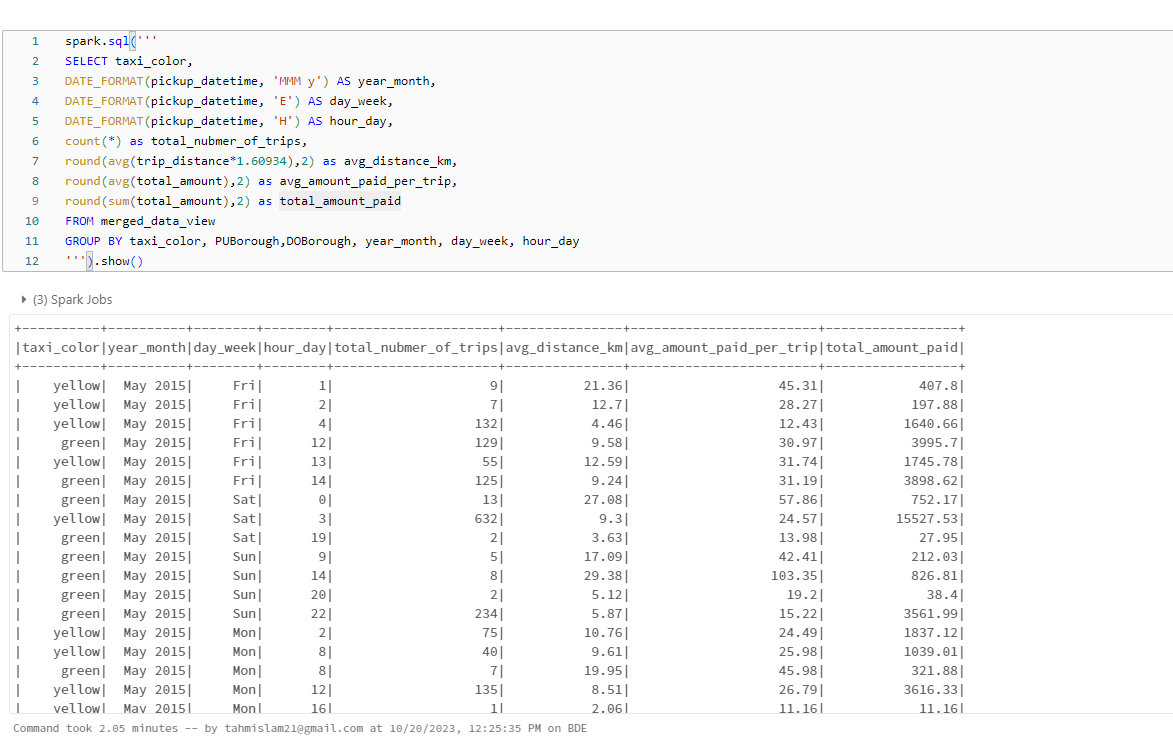 1 spark.sql('''
2 SELECT taxi_color,
3 DATE_FORMAT(pickup_datetime, 'MMM y') AS year_month,
4 DATE_FORMAT(pickup_datetime, 'E') AS day_week,
5 DATE_FORMAT(pickup_datetime, 'H') AS hour_day,
6 count(*) as total_nubmer_of_trips,
7 round(avg(trip_distance*1.60934),2) as avg_distance_km,
8 round(avg(total_amount),2) as avg_amount_paid_per_trip,
9 round(sum(total_amount),2) as total_amount_paid
10 FROM merged_data_view
11 GROUP BY taxi_color, PUBorough,DOBorough, year_month, day_week, hour_day
12 ''').show()
(3) Spark Jobs
+----------+----------+--------+--------+---------------------+---------------+------------------------+-----------------+
|taxi_color|year_month|day_week|hour_day|total_nubmer_of_trips|avg_distance_km|avg_amount_paid_per_trip|total_amount_paid|
+----------+----------+--------+--------+---------------------+---------------+------------------------+-----------------+
| yellow| May 2015| Fri| 1| 9| 21.36| 45.31| 407.8|
| yellow| May 2015| Fri| 2| 7| 12.7| 28.27| 197.88|
| yellow| May 2015| Fri| 4| 132| 4.46| 12.43| 1640.66|
| green| May 2015| Fri| 12| 129| 9.58| 30.97| 3995.7|
| yellow| May 2015| Fri| 13| 55| 12.59| 31.74| 1745.78|
| green| May 2015| Fri| 14| 125| 9.24| 31.19| 3898.62|
| green| May 2015| Sat| 0| 13| 27.08| 57.86| 752.17|
| yellow| May 2015| Sat| 3| 632| 9.3| 24.57| 15527.53|
| green| May 2015| Sat| 19| 2| 3.63| 13.98| 27.95|
| green| May 2015| Sun| 9| 5| 17.09| 42.41| 212.03|
| green| May 2015| Sun| 14| 8| 29.38| 103.35| 826.81|
| green| May 2015| Sun| 20| 2| 5.12| 19.2| 38.4|
| green| May 2015| Sun| 22| 234| 5.87| 15.22| 3561.99|
| yellow| May 2015| Mon| 2| 75| 10.76| 24.49| 1837.12|
| yellow| May 2015| Mon| 8| 40| 9.61| 25.98| 1039.01|
| green| May 2015| Mon| 8| 7| 19.95| 45.98| 321.88|
| yellow| May 2015| Mon| 12| 135| 8.51| 26.79| 3616.33|
| yellow| May 2015| Mon| 16| 1| 2.06| 11.16| 11.16|
Command took 2.05 minutes -- by tahmislam21@gmail.com at 10/20/2023, 12:25:35 PM on BDE